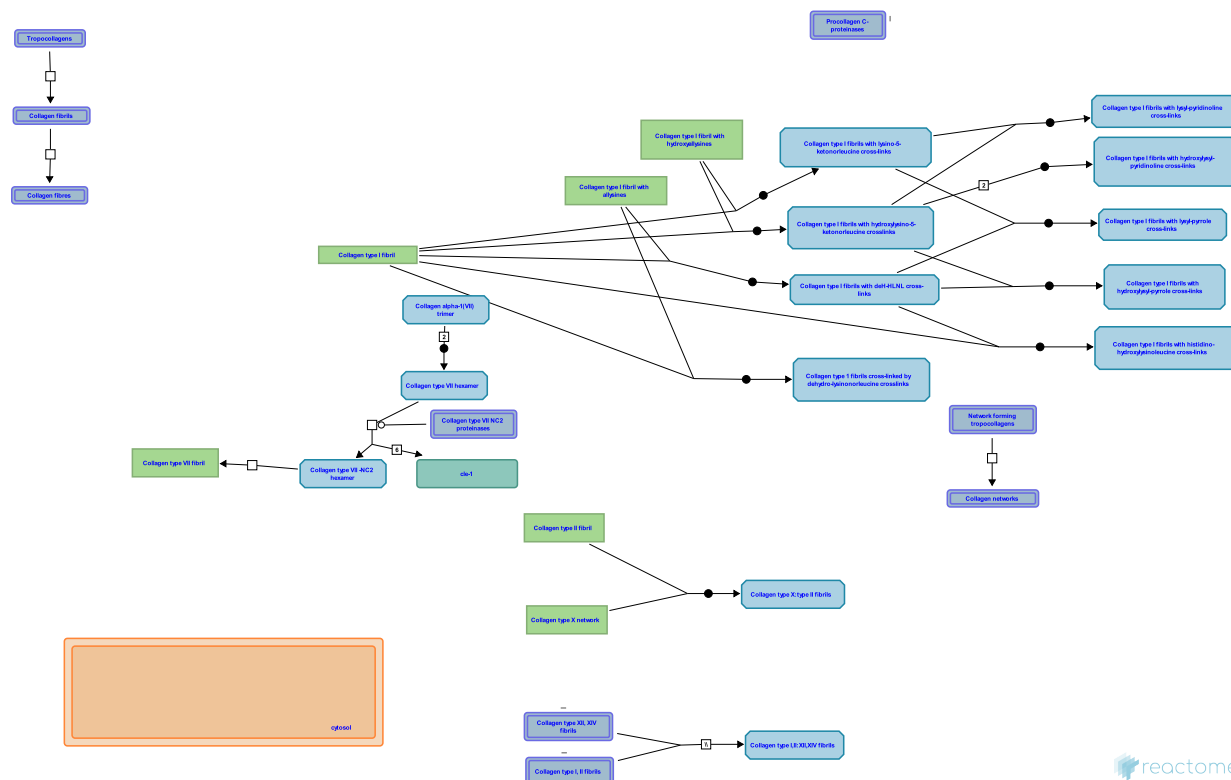 Procollagen C-
proteinases
Tropocollagens
Collagen fibrils
Collagen fibres
Collagen type I fibril with
hydroxyallysines
Collagen type I fibrils with lysino-5-
ketonorleucine cross-links
Collagen type I fibrils with lysyl-pyridinoline
cross-links
Collagen type I fibrils with hydroxylysyl-
pyridinoline cross-links
2
Collagen type I fibril with
allysines
Collagen type I fibrils with hydroxylysino-5-
ketonorleucine crosslinks
Collagen type I fibrils with lysyl-pyrrole
cross-links
Collagen type I fibril
Collagen type I fibrils with deH-HLNL cross-
links
Collagen type I fibrils with
hydroxylysyl-pyrrole cross-links
Collagen alpha-1(VII)
trimer
2
Collagen type I fibrils with histidino-
hydroxylysinoleucine cross-links
Collagen type VII hexamer
Collagen type 1 fibrils cross-linked by
dehydro-lysinonorleucine crosslinks
Collagen type VII NC2
proteinases
Network forming
tropocollagens
6
Collagen type VII fibril
Collagen type VII -NC2
hexamer
cle-1
Collagen networks
Collagen type II fibril
Collagen type X:type II fibrils
Collagen type X network
cytosol
Collagen type XII, XIV
fibrils
Collagen type I,II:XII,XIV fibrils
Collagen type I, II fibrils
reactome